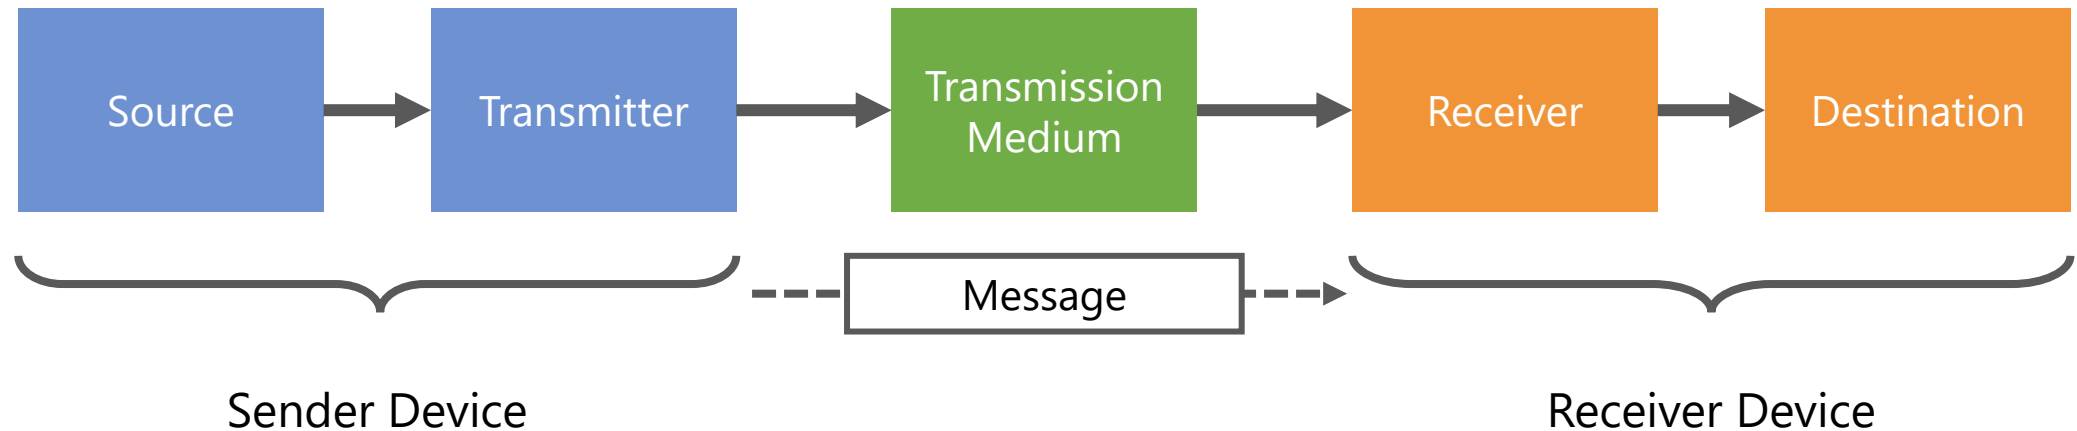 Source
Transmitter
Transmission
Medium
Receiver
Destination
Message
Sender Device
Receiver Device